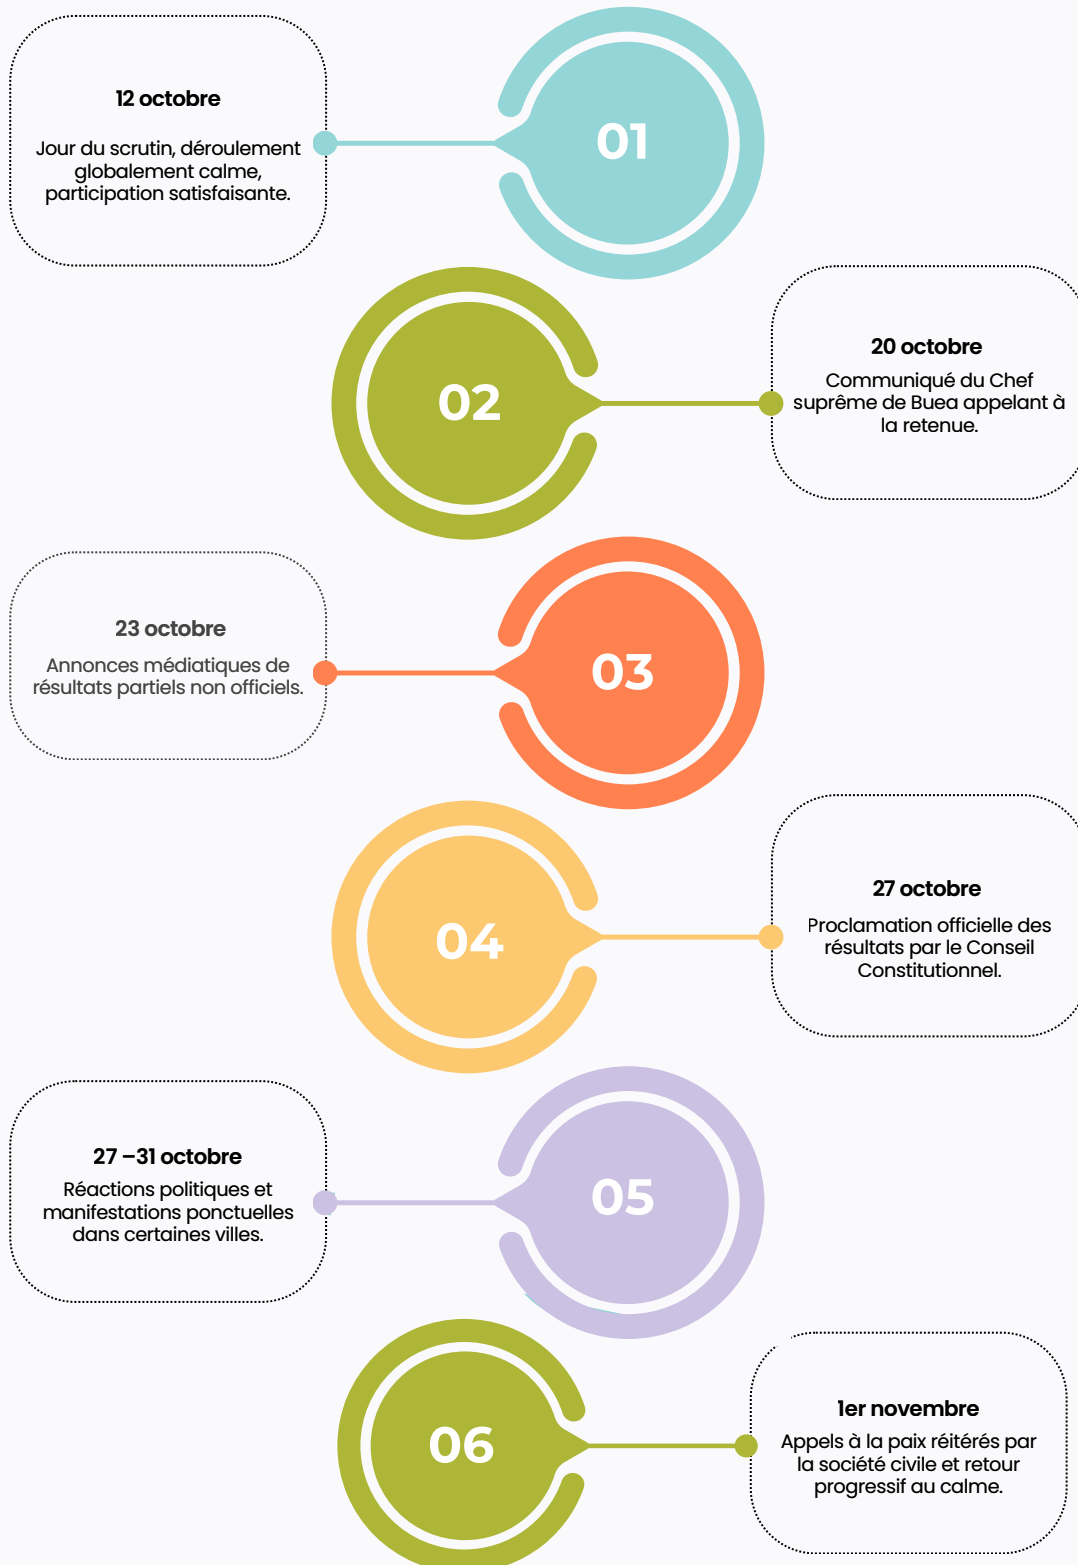 12 octobre
Jour du scrutin, déroulement
globalement calme,
participation satisfaisante.
01
02
20 octobre
Communiqué du Chef
suprême de Buea appelant à
la retenue.
23 octobre
Annonces médiatiques de
résultats partiels non officiels.
03
04
27 octobre
Proclamation officielle des
résultats par le Conseil
Constitutionnel.
27 –31 octobre
Réactions politiques et
manifestations ponctuelles
dans certaines villes.
05
06
1er novembre
Appels à la paix réitérés par
la société civile et retour
progressif au calme.